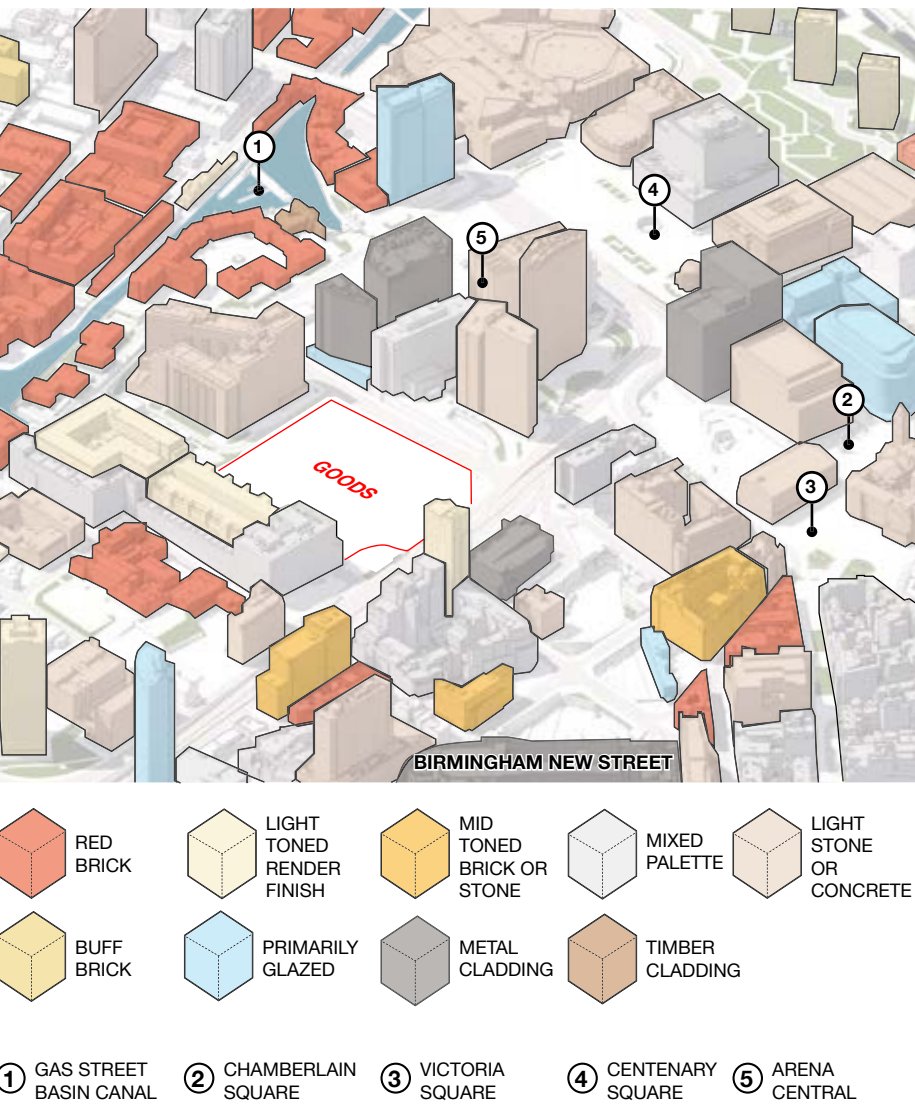 1
4
5
2
GOODS
3
BIRMINGHAM NEW STREET
RED
BRICK
LIGHT
TONED
RENDER
FINISH
MID
TONED
BRICK OR
STONE
MIXED
PALETTE
LIGHT
STONE
OR
CONCRETE
BUFF
BRICK
PRIMARILY
GLAZED
METAL
CLADDING
TIMBER
CLADDING
1 GAS STREET
BASIN CANAL
2 CHAMBERLAIN
SQUARE
3 VICTORIA
SQUARE
4 CENTENARY
SQUARE
5 ARENA
CENTRAL